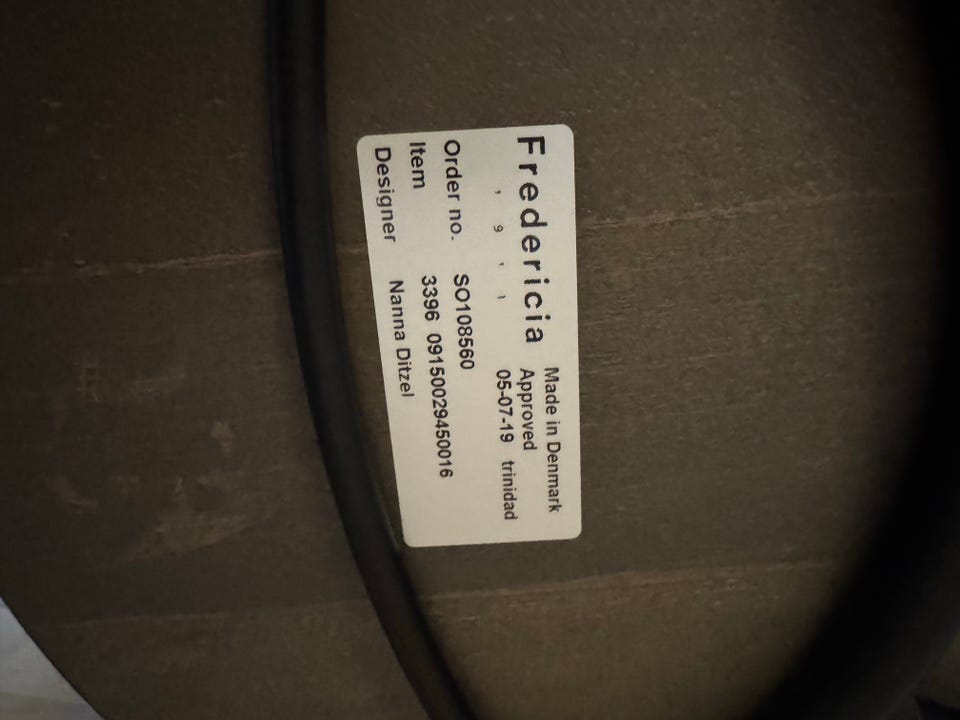 Fredericia
1 9 1 1
Made in Denmark
Approved
05-07-19 trinidad
Order no. SO108560
Item 3396 09150029450016
Designer Nanna Ditzel